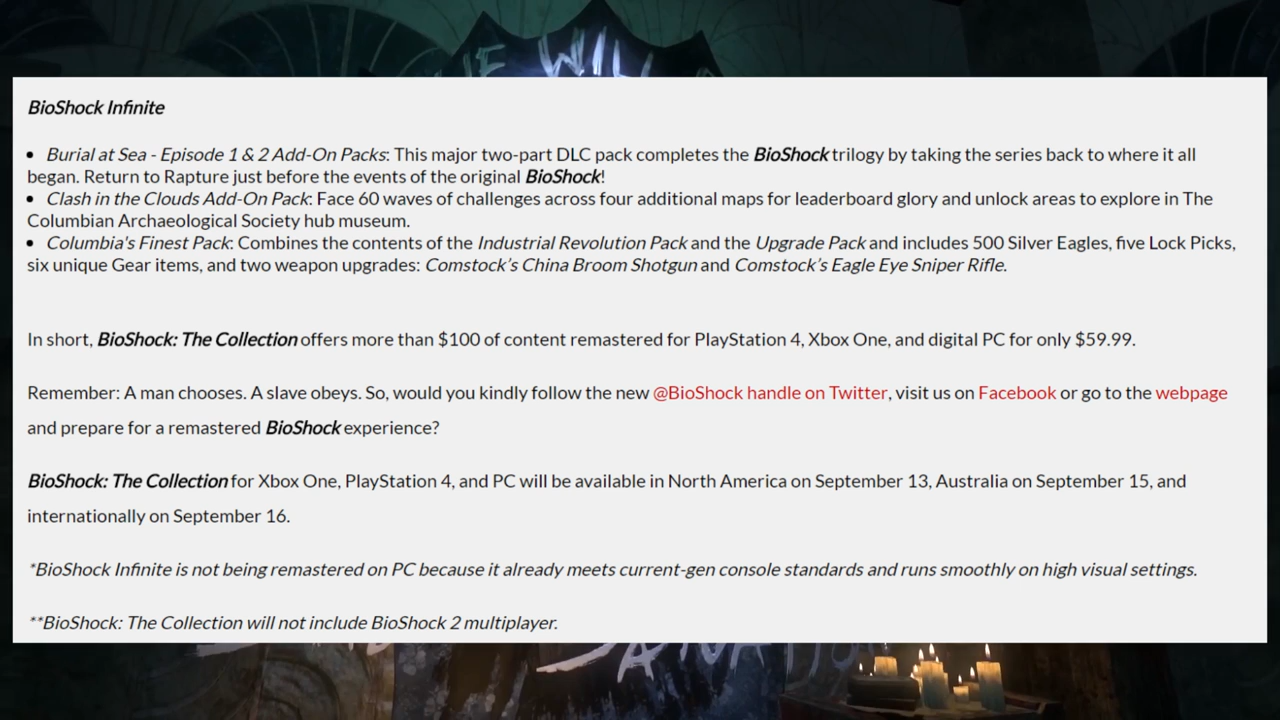 BioShock Infinite
• Burial at Sea - Episode 1 & 2 Add-On Packs: This major two-part DLC pack completes the BioShock trilogy by taking the series back to where it all
began. Return to Rapture just before the events of the original BioShock!
• Clash in the Clouds Add-On Pack: Face 60 waves of challenges across four additional maps for leaderboard glory and unlock areas to explore in The
Columbian Archaeological Society hub museum.
• Columbia's Finest Pack: Combines the contents of the Industrial Revolution Pack and the Upgrade Pack and includes 500 Silver Eagles, five Lock Picks,
six unique Gear items, and two weapon upgrades: Comstock’s China Broom Shotgun and Comstock’s Eagle Eye Sniper Rifle.
In short, BioShock: The Collection offers more than $100 of content remastered for PlayStation 4, Xbox One, and digital PC for only $59.99.
Remember: A man chooses. A slave obeys. So, would you kindly follow the new @BioShock handle on Twitter, visit us on Facebook or go to the webpage
and prepare for a remastered BioShock experience?
BioShock: The Collection for Xbox One, PlayStation 4, and PC will be available in North America on September 13, Australia on September 15, and
internationally on September 16.
*BioShock Infinite is not being remastered on PC because it already meets current-gen console standards and runs smoothly on high visual settings.
**BioShock: The Collection will not include BioShock 2 multiplayer.